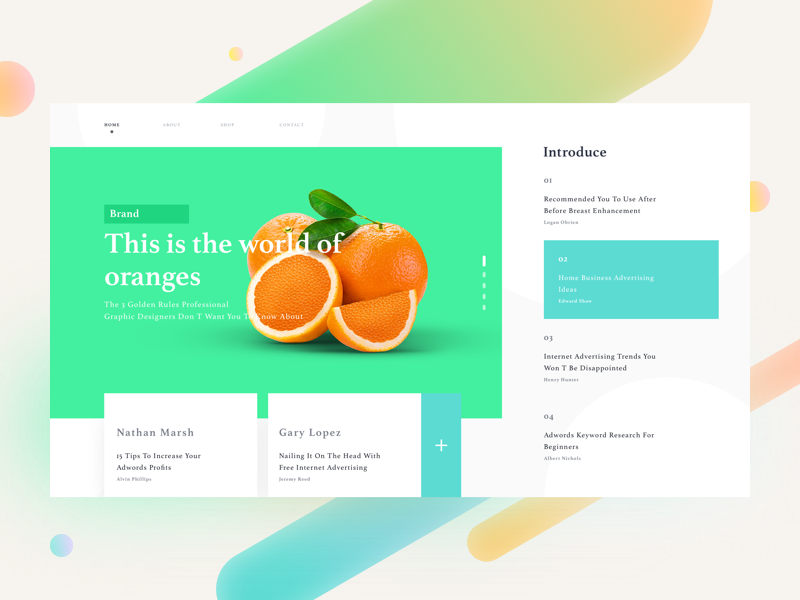 HOME
ABOUT
SHOP
CONTACT
Brand
This is the world of
oranges
The 3 Golden Rules Professional
Graphic Designers Don T Want You To Know About
Nathan Marsh
15 Tips To Increase Your
Adwords Profits
Alvin Phillips
Gary Lopez
Nailing It On The Head With
Free Internet Advertising
Jeremy Reed
+
Introduce
01
Recommended You To Use After
Before Breast Enhancement
Logan Obrien
02
Home Business Advertising
Ideas
Edward Shaw
03
Internet Advertising Trends You
Won T Be Disappointed
Henry Hunter
04
Adwords Keyword Research For
Beginners
Albert Nichols